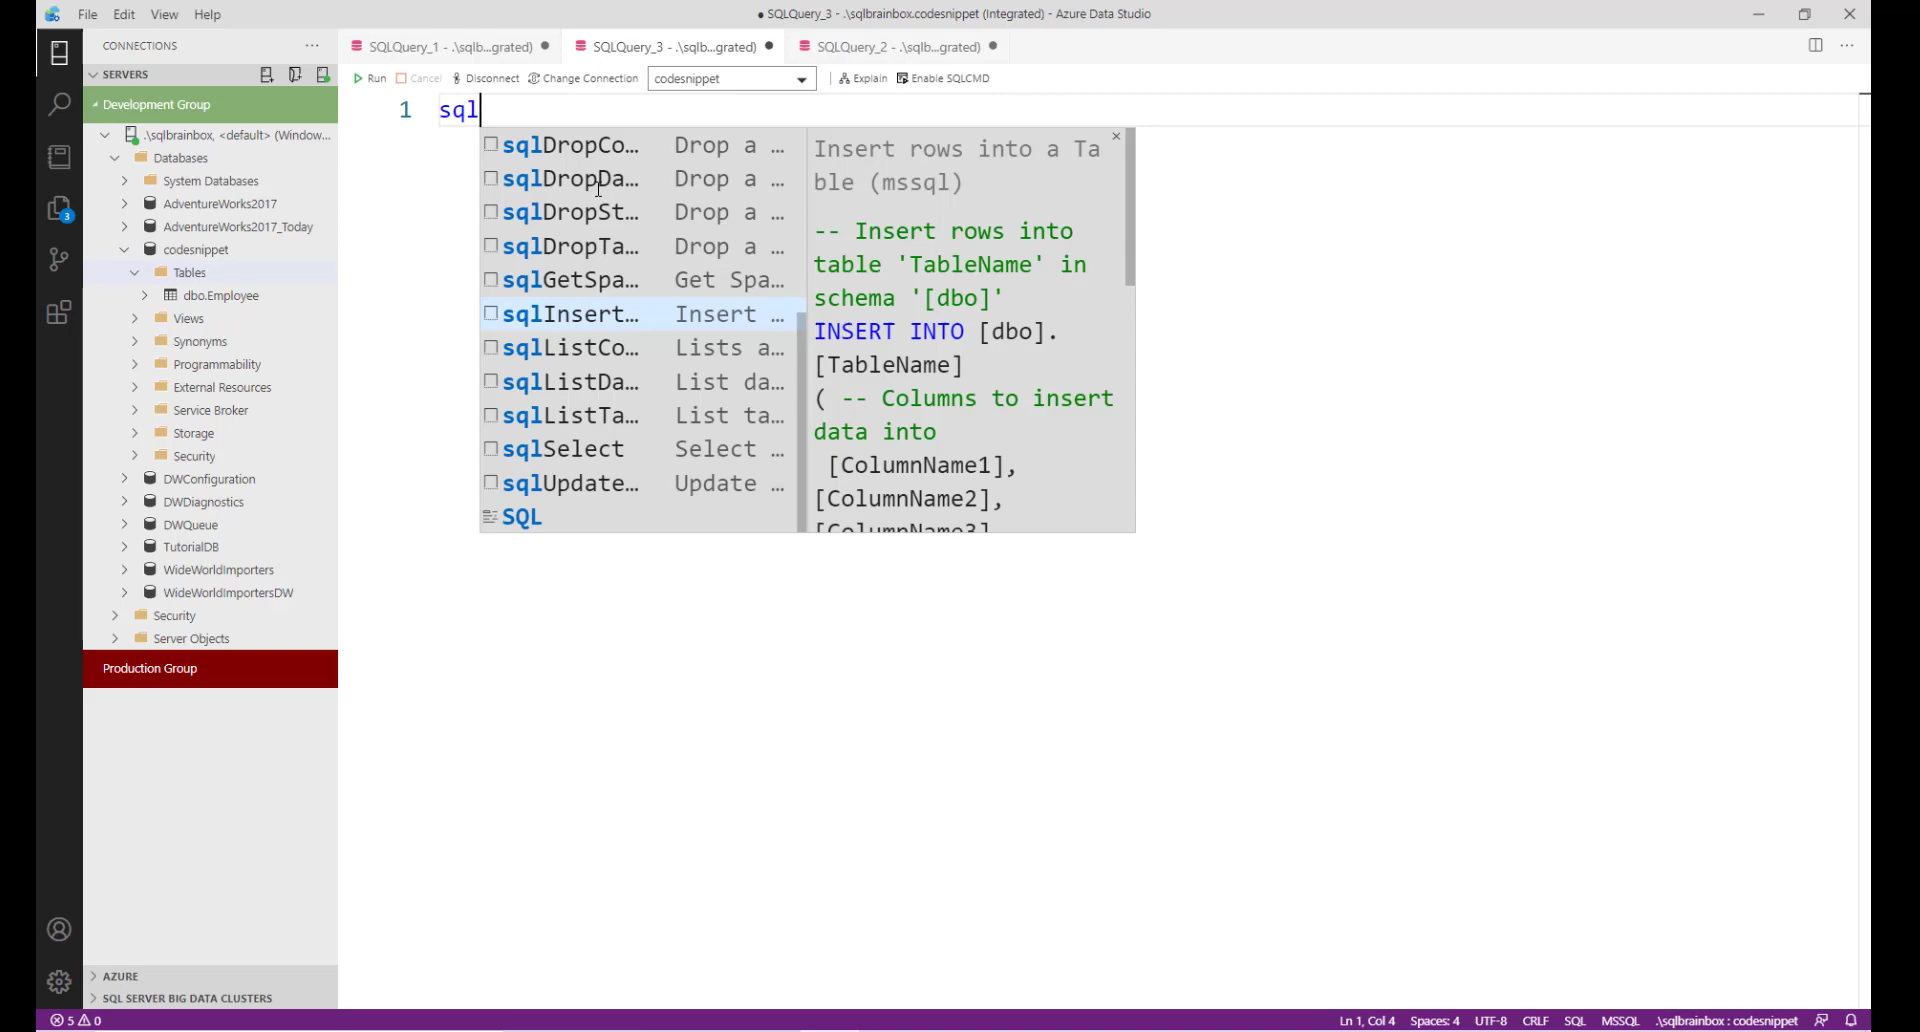 File Edit View Help
● SQLQuery_3 - .\sqlbrainbox.codesnippet (Integrated) - Azure Data Studio
CONNECTIONS ...
SQLQuery_1 - .\sqlb...grated) ●
SQLQuery_3 - .\sqlb...grated) ●
SQLQuery_2 - .\sqlb...grated) ●
SERVERS
Run Cancel Disconnect Change Connection codesnippet Explain Enable SQLCMD
Development Group
.\sqlbrainbox, <default> (Window...
Databases
System Databases
AdventureWorks2017
AdventureWorks2017_Today
codesnippet
Tables
dbo.Employee
Views
Synonyms
Programmability
External Resources
Service Broker
Storage
Security
DWConfiguration
DWDiagnostics
DWQueue
TutorialDB
WideWorldImporters
WideWorldImportersDW
Security
Server Objects
Production Group
AZURE
SQL SERVER BIG DATA CLUSTERS
3
1 sql
sqlDropCo... Drop a ...
sqlDropDa... Drop a ...
sqlDropSt... Drop a ...
sqlDropTa... Drop a ...
sqlGetSpa... Get Spa...
sqlInsert... Insert ...
sqlListCo... Lists a...
sqlListDa... List da...
sqlListTa... List ta...
sqlSelect Select ...
sqlUpdate... Update ...
SQL
Insert rows into a Ta
ble (mssql)
-- Insert rows into
table 'TableName' in
schema '[dbo]'
INSERT INTO [dbo].
[TableName]
( -- Columns to insert
data into
[ColumnName1],
[ColumnName2],
[ColumnName3]
5 0
Ln 1, Col 4 Spaces: 4 UTF-8 CRLF SQL MSSQL .\sqlbrainbox : codesnippet